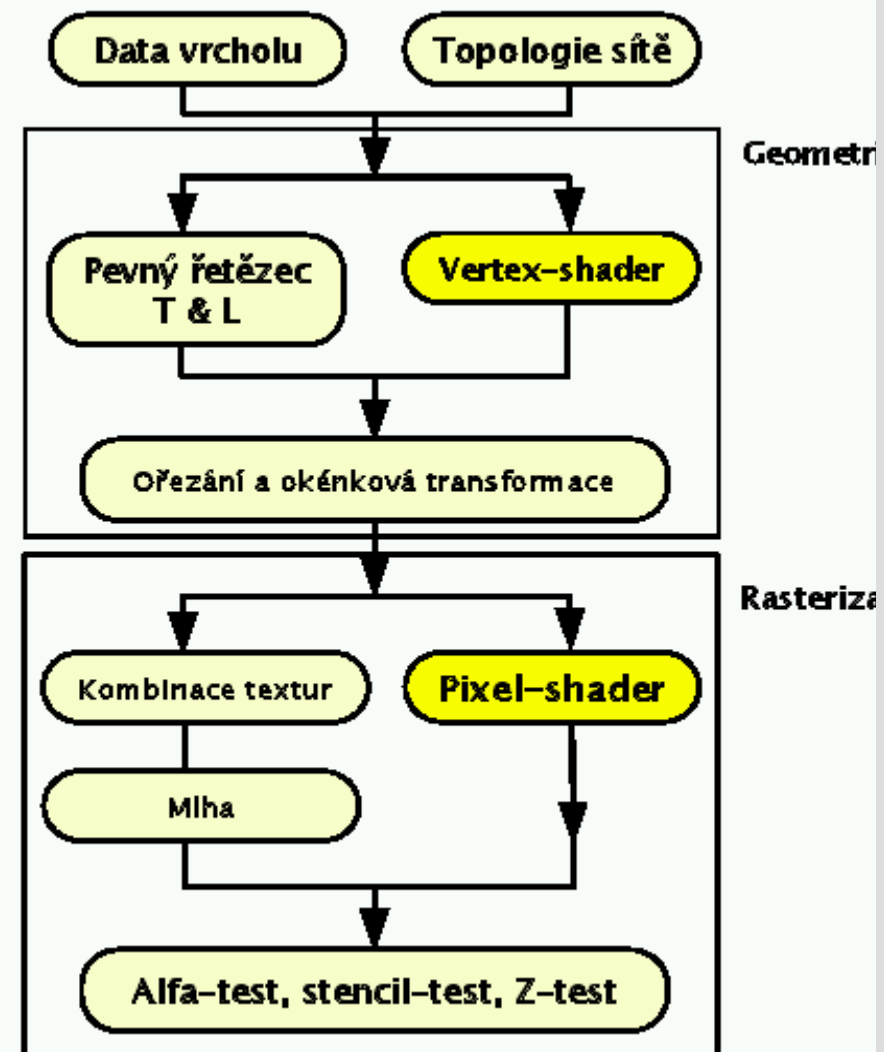 Data vrcholu
Topologie sítě
Geometri
Pevný řetězec
T & L
Vertex-shader
Ořezání a okénková transformace
Rasteriza
Kombinace textur
Pixel-shader
Mlha
Alfa-test, stencil-test, Z-test